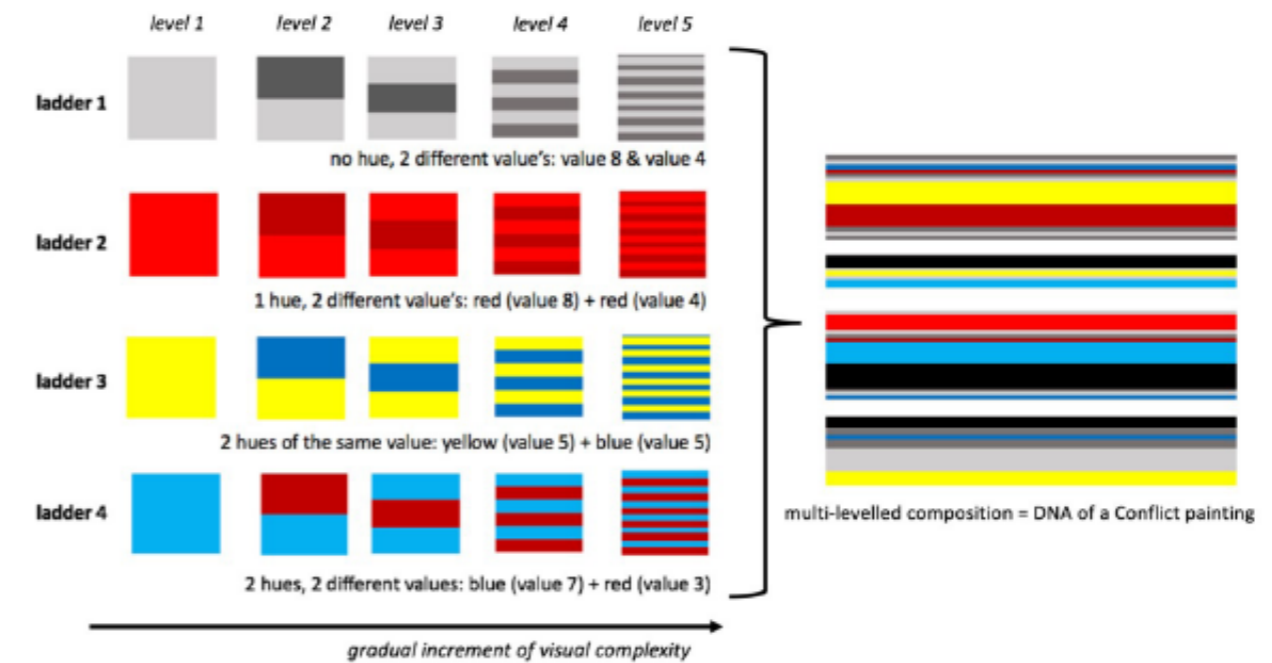 level 1 level 2 level 3 level 4 level 5
ladder 1
no hue, 2 different value's: value 8 & value 4
ladder 2
1 hue, 2 different value's: red (value 8) + red (value 4)
ladder 3
2 hues of the same value: yellow (value 5) + blue (value 5)
ladder 4
multi-levelled composition = DNA of a Conflict painting
2 hues, 2 different values: blue (value 7) + red (value 3)
gradual increment of visual complexity